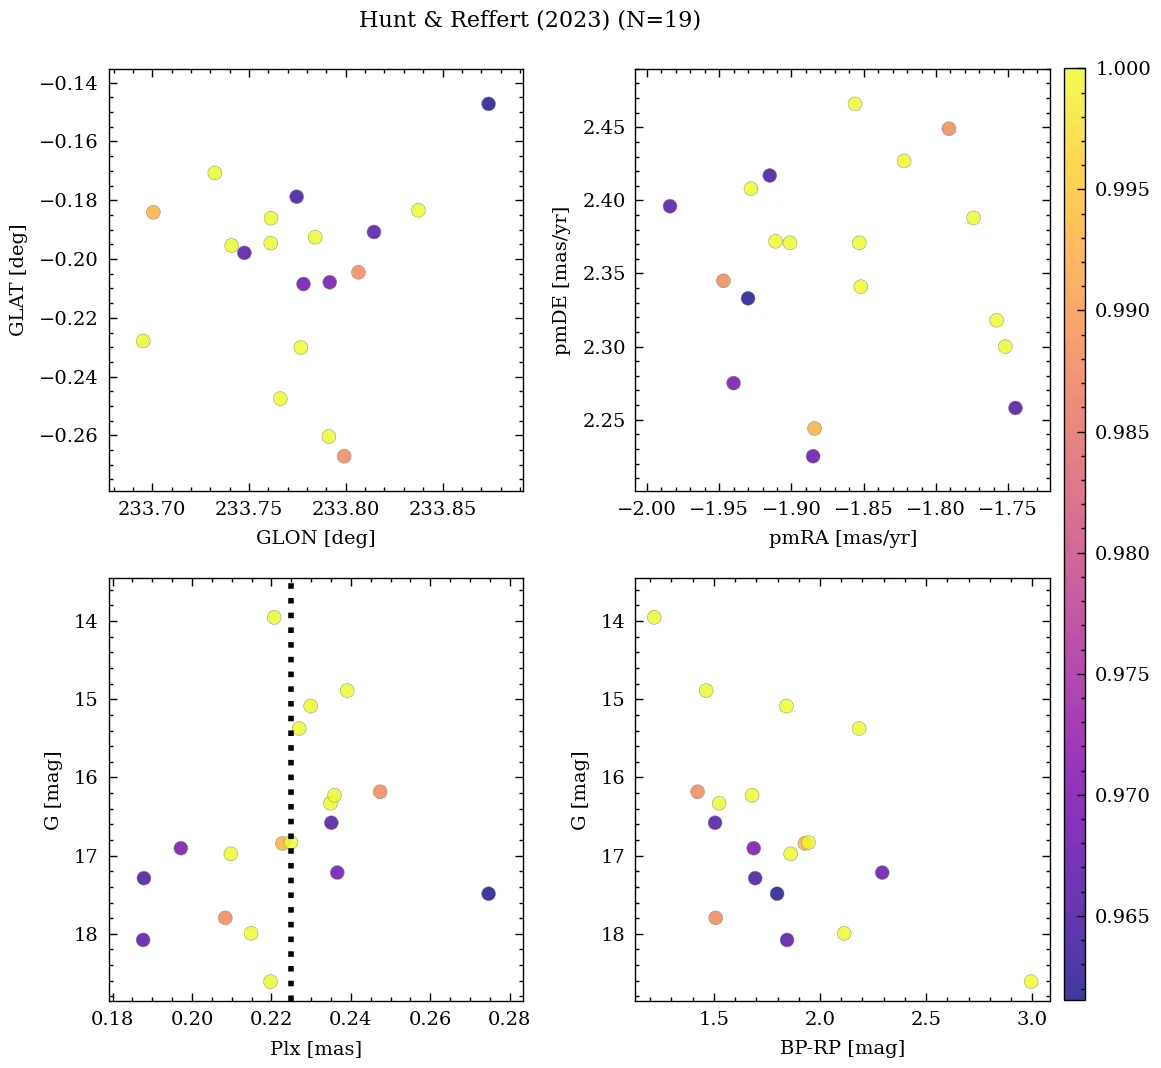 Hunt & Reffert (2023) (N=19)
−0.14
−0.16
−0.18
−0.20
−0.22
−0.24
−0.26
GLAT [deg]
233.70 233.75 233.80 233.85
GLON [deg]
2.45
2.40
2.35
2.30
2.25
pmDE [mas/yr]
−2.00 −1.95 −1.90 −1.85 −1.80 −1.75
pmRA [mas/yr]
14
15
16
17
18
G [mag]
0.18 0.20 0.22 0.24 0.26 0.28
Plx [mas]
14
15
16
17
18
G [mag]
1.5 2.0 2.5 3.0
BP-RP [mag]
1.000
0.995
0.990
0.985
0.980
0.975
0.970
0.965